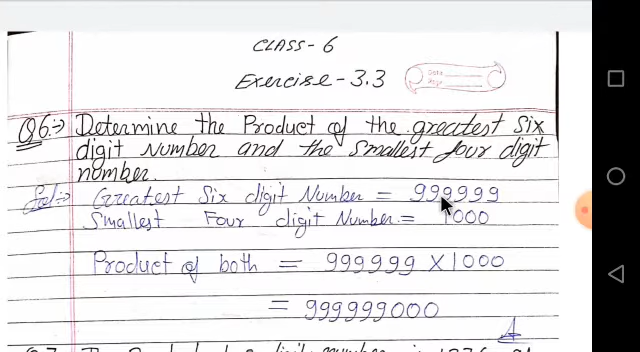 CLASS- 6
Exercise - 3.3
Q6:-> Determine the Product of the greatest Six
digit Number and the Smallest four digit
number.
Sol:-> Greatest Six digit Number = 999999
Smallest Four digit Number = 1000
Product of both = 999999 X 1000
= 999999000